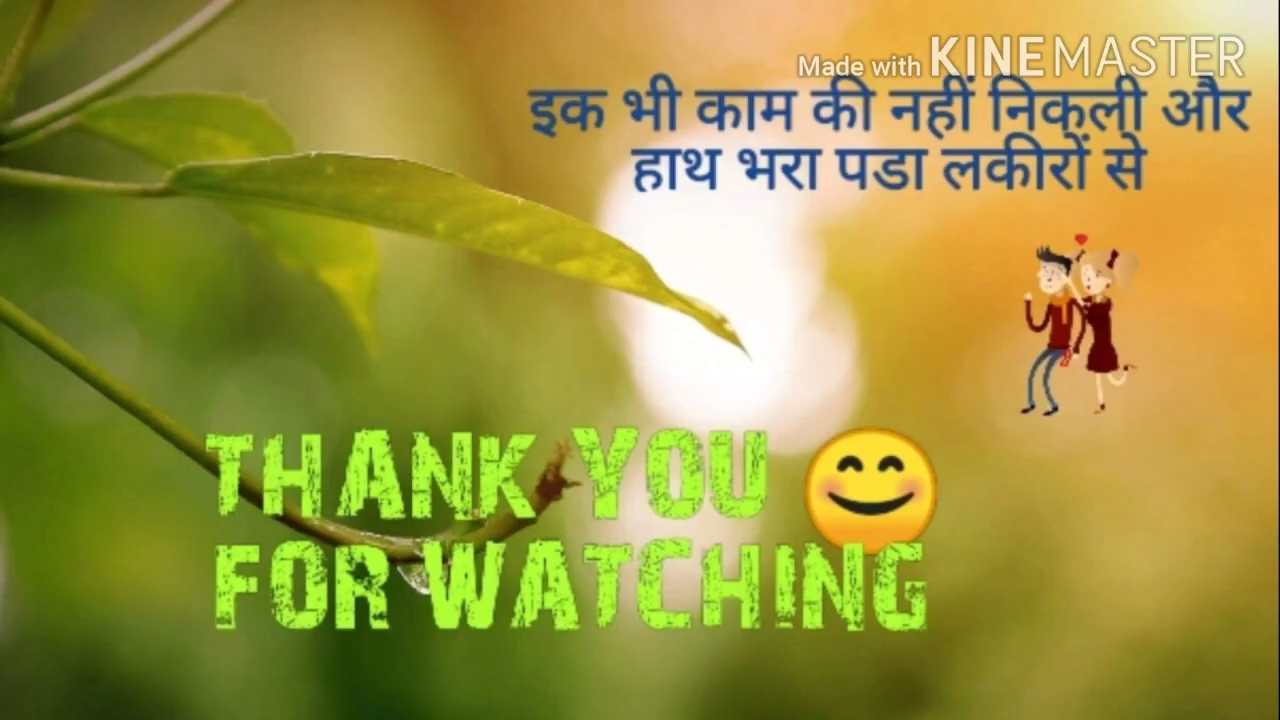 Made with KINEMASTER
इक भी काम की नहीं निकली और
हाथ भरा पडा लकीरों से
THANK YOU
FOR WATCHING